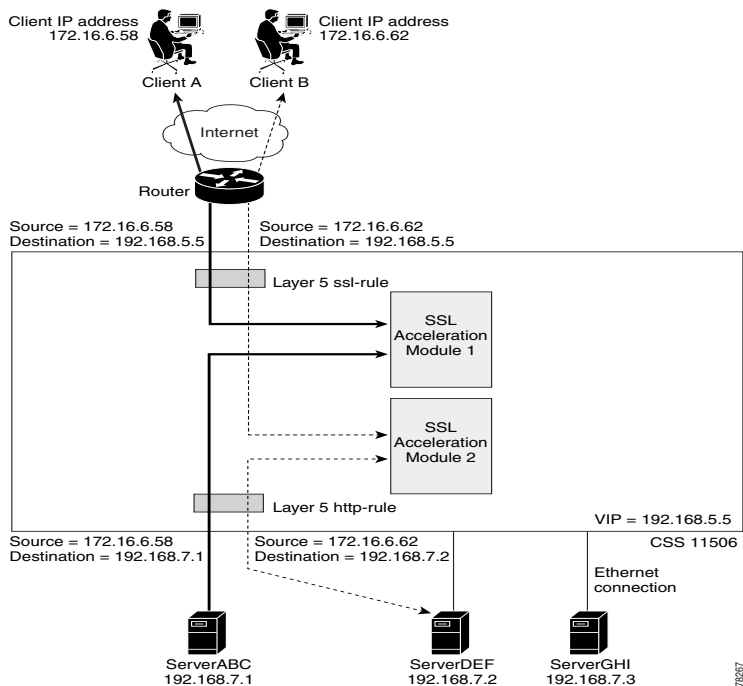 Client IP address
172.16.6.58
Client IP address
172.16.6.62
Client A
Client B
Internet
Router
Source = 172.16.6.58
Destination = 192.168.5.5
Source = 172.16.6.62
Destination = 192.168.5.5
Layer 5 ssl-rule
SSL
Acceleration
Module 1
SSL
Acceleration
Module 2
Layer 5 http-rule
VIP = 192.168.5.5
Source = 172.16.6.58
Destination = 192.168.7.1
Source = 172.16.6.62
Destination = 192.168.7.2
CSS 11506
Ethernet
connection
ServerABC
192.168.7.1
ServerDEF
192.168.7.2
ServerGHI
192.168.7.3
78267